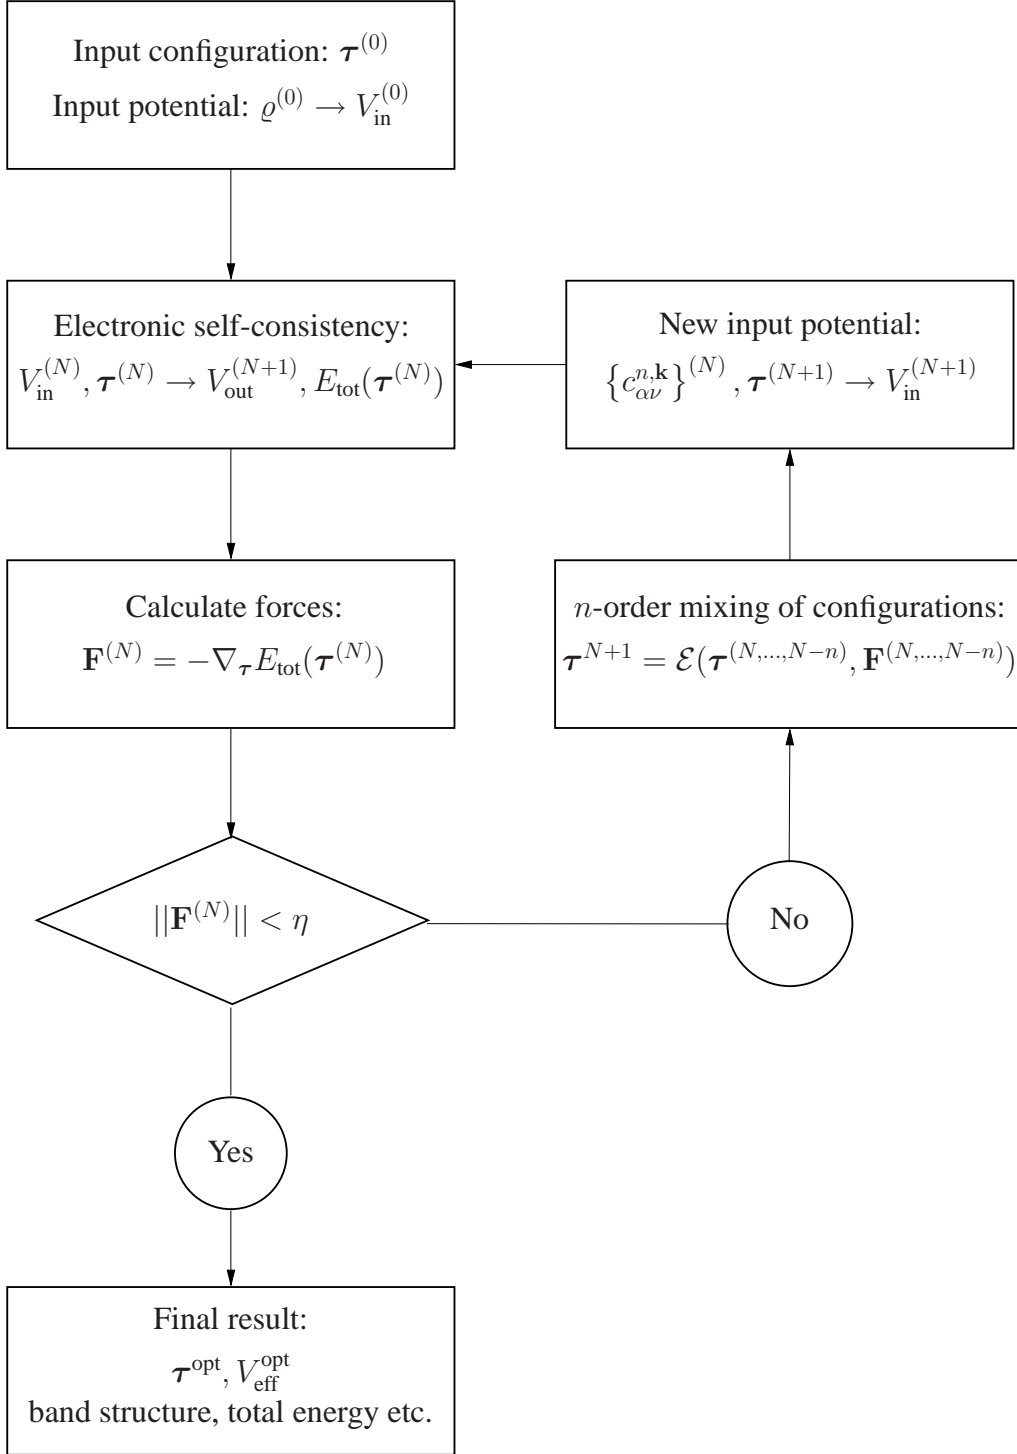 Input configuration: τ^(0)
Input potential: ϱ^(0) → V_in^(0)
Electronic self-consistency:
V_in^(N), τ^(N) → V_out^(N+1), E_tot(τ^(N))
New input potential:
{c_αν^n,k}^(N), τ^(N+1) → V_in^(N+1)
Calculate forces:
F^(N) = −∇_τ E_tot(τ^(N))
n-order mixing of configurations:
τ^N+1 = ℰ(τ^(N,...,N−n), F^(N,...,N−n))
||F^(N)|| < η
No
Yes
Final result:
τ^opt, V_eff^opt
band structure, total energy etc.